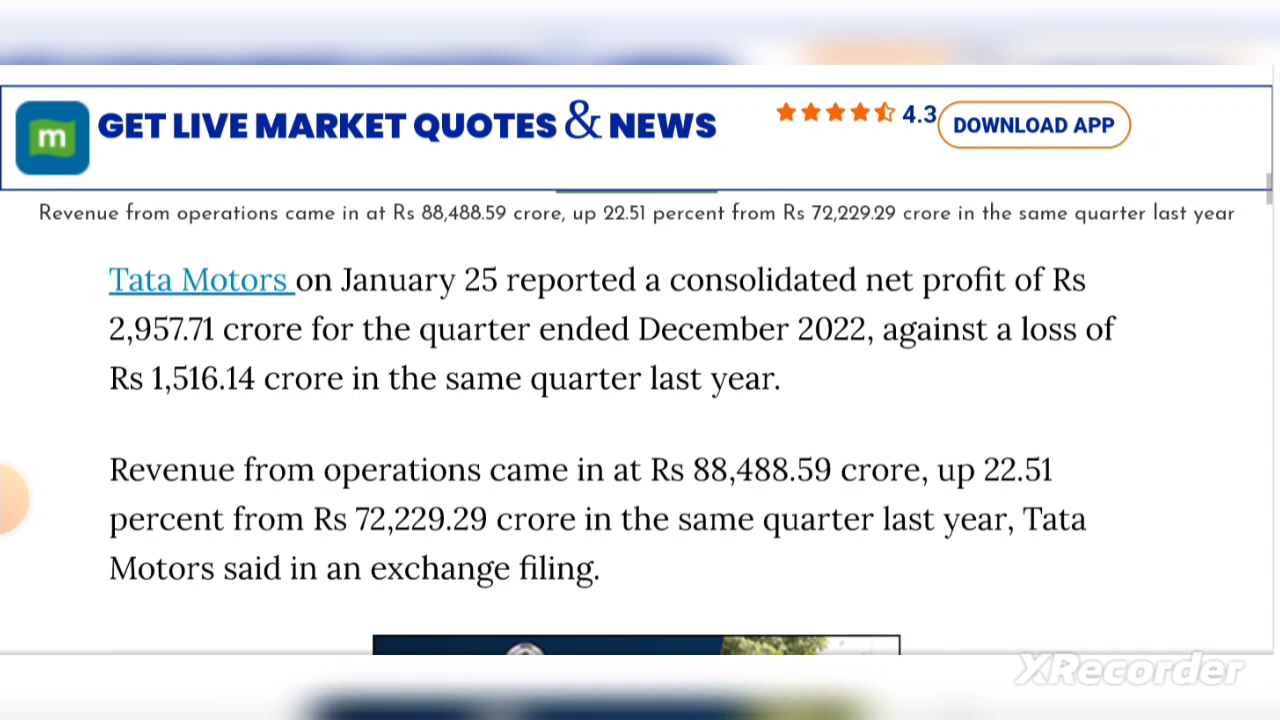 m
GET LIVE MARKET QUOTES & NEWS
4.3
DOWNLOAD APP
Revenue from operations came in at Rs 88,488.59 crore, up 22.51 percent from Rs 72,229.29 crore in the same quarter last year
Tata Motors on January 25 reported a consolidated net profit of Rs
2,957.71 crore for the quarter ended December 2022, against a loss of
Rs 1,516.14 crore in the same quarter last year.
Revenue from operations came in at Rs 88,488.59 crore, up 22.51
percent from Rs 72,229.29 crore in the same quarter last year, Tata
Motors said in an exchange filing.
XRecorder